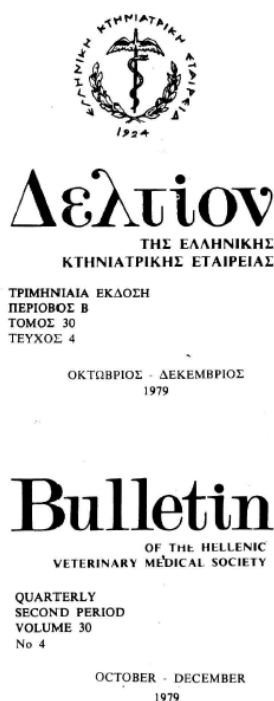 ΕΛΛΗΝΙΚΗ ΚΤΗΝΙΑΤΡΙΚΗ ΕΤΑΙΡΕΙΑ
1924
Δελτίον
ΤΗΣ ΕΛΛΗΝΙΚΗΣ
ΚΤΗΝΙΑΤΡΙΚΗΣ ΕΤΑΙΡΕΙΑΣ
ΤΡΙΜΗΝΙΑΙΑ ΕΚΔΟΣΗ
ΠΕΡΙΟΒΟΣ Β
ΤΟΜΟΣ 30
ΤΕΥΧΟΣ 4
ΟΚΤΩΒΡΙΟΣ - ΔΕΚΕΜΒΡΙΟΣ
1979
Bulletin
OF THE HELLENIC
VETERINARY MEDICAL SOCIETY
QUARTERLY
SECOND PERIOD
VOLUME 30
No 4
OCTOBER - DECEMBER
1979